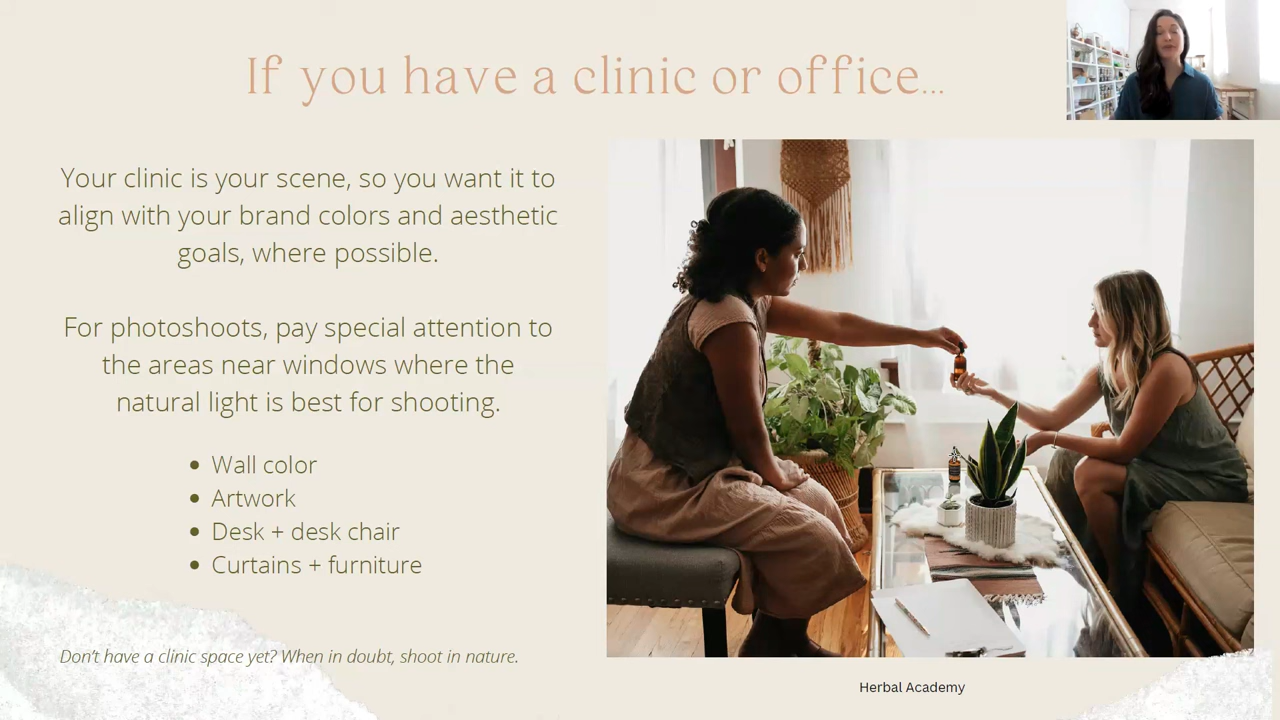 If you have a clinic or office...
Your clinic is your scene, so you want it to
align with your brand colors and aesthetic
goals, where possible.
For photoshoots, pay special attention to
the areas near windows where the
natural light is best for shooting.
• Wall color
• Artwork
• Desk + desk chair
• Curtains + furniture
Don't have a clinic space yet? When in doubt, shoot in nature.
Herbal Academy